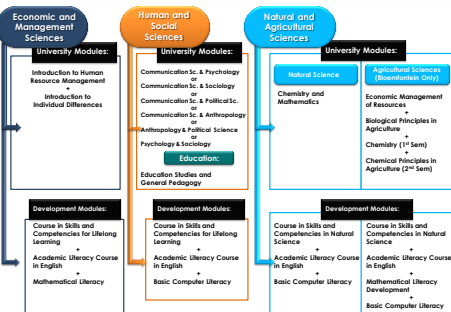 Economic and
Management
Sciences
University Modules:
Introduction to Human
Resource Management
+
Introduction to
Individual Differences
Development Modules:
Course in Skills and
Competencies for Lifelong
Learning
+
Academic Literacy Course
in English
+
Mathematical Literacy
Human and
Social
Sciences
University Modules:
Communication Sc. & Psychology
or
Communication Sc. & Sociology
or
Communication Sc. & Political Sc.
or
Communication Sc. & Anthropology
or
Anthropology & Political Science
or
Psychology & Sociology
Education:
Education Studies and
General Pedagogy
Development Modules:
Course in Skills and
Competencies for Lifelong
Learning
+
Academic Literacy Course
in English
+
Basic Computer Literacy
Natural and
Agricultural
Sciences
University Modules:
Natural Science
Chemistry and
Mathematics
Agricultural Sciences
(Bloemfontein Only)
Economic Management
of Resources
+
Biological Principles in
Agriculture
+
Chemistry (1st Sem)
+
Chemical Principles in
Agriculture (2nd Sem)
Development Modules:
Course in Skills and
Competencies in Natural
Science
+
Academic Literacy Course
in English
+
Basic Computer Literacy
Course in Skills and
Competencies in Natural
Science
+
Academic Literacy Course
in English
+
Mathematical Literacy
Development
+
Basic Computer Literacy